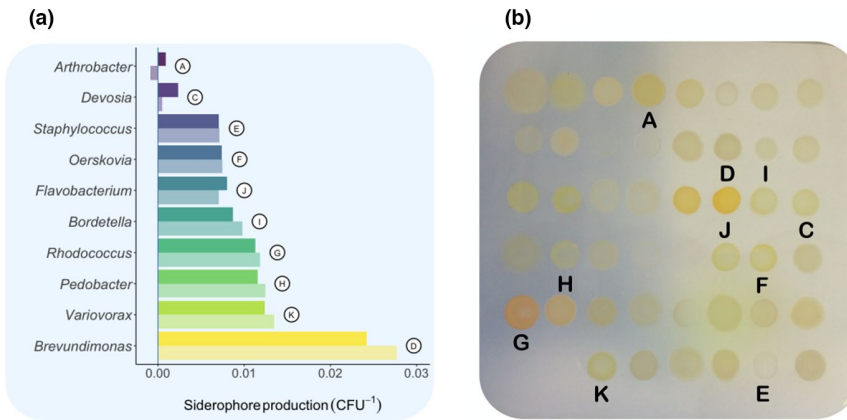 (a)
(b)
Arthrobacter A
Devosia C
Staphylococcus E
Oerskovia F
Flavobacterium J
Bordetella I
Rhodococcus G
Pedobacter H
Variovorax K
Brevundimonas D
0.00 0.01 0.02 0.03
Siderophore production (CFU⁻¹)
A
D I
J C
H F
G
K E